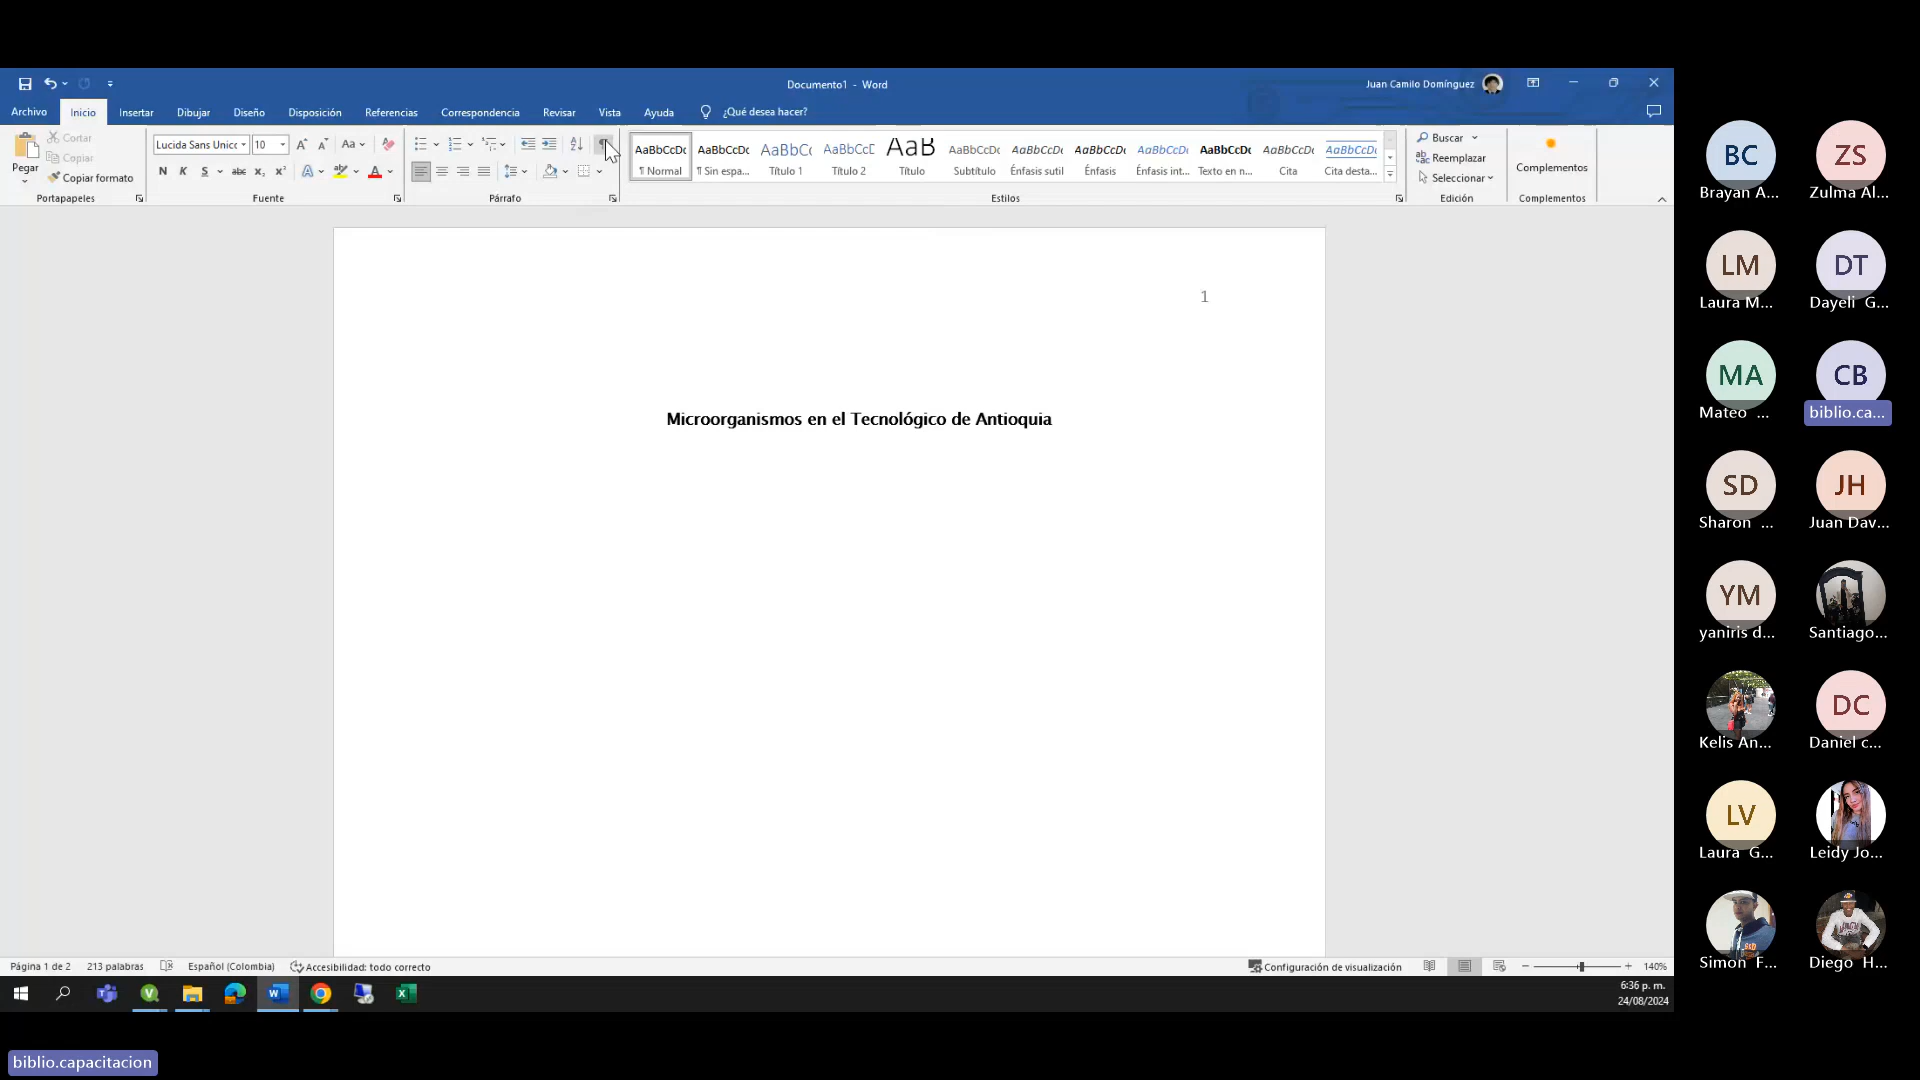 Documento1 - Word
Juan Camilo Domínguez
Archivo
Inicio
Insertar
Dibujar
Diseño
Disposición
Referencias
Correspondencia
Revisar
Vista
Ayuda
¿Qué desea hacer?
Pegar
Cortar
Copiar
Copiar formato
Portapapeles
Lucida Sans Unicc
10
Aa
N K S abc x₂ x²
Fuente
Párrafo
AaBbCcDc
¶ Normal
AaBbCcDc
¶ Sin espa...
AaBbCc
Título 1
AaBbCcD
Título 2
AaB
Título
AaBbCcDc
Subtítulo
AaBbCcDc
Énfasis sutil
AaBbCcDc
Énfasis
AaBbCcDc
Énfasis int...
AaBbCcDc
Texto en n...
AaBbCcDc
Cita
AaBbCcDc
Cita desta...
Estilos
Buscar
Reemplazar
Seleccionar
Edición
Complementos
Complementos
1
Microorganismos en el Tecnológico de Antioquia
Página 1 de 2
213 palabras
Español (Colombia)
Accesibilidad: todo correcto
Configuración de visualización
140%
6:36 p. m.
24/08/2024
BC
Brayan A...
ZS
Zulma Al...
LM
Laura M...
DT
Dayeli G...
MA
Mateo ...
CB
biblio.ca...
SD
Sharon ...
JH
Juan Dav...
YM
yaniris d...
Santiago...
Kelis An...
DC
Daniel c...
LV
Laura G...
Leidy Jo...
Simon F...
Diego H...
biblio.capacitacion